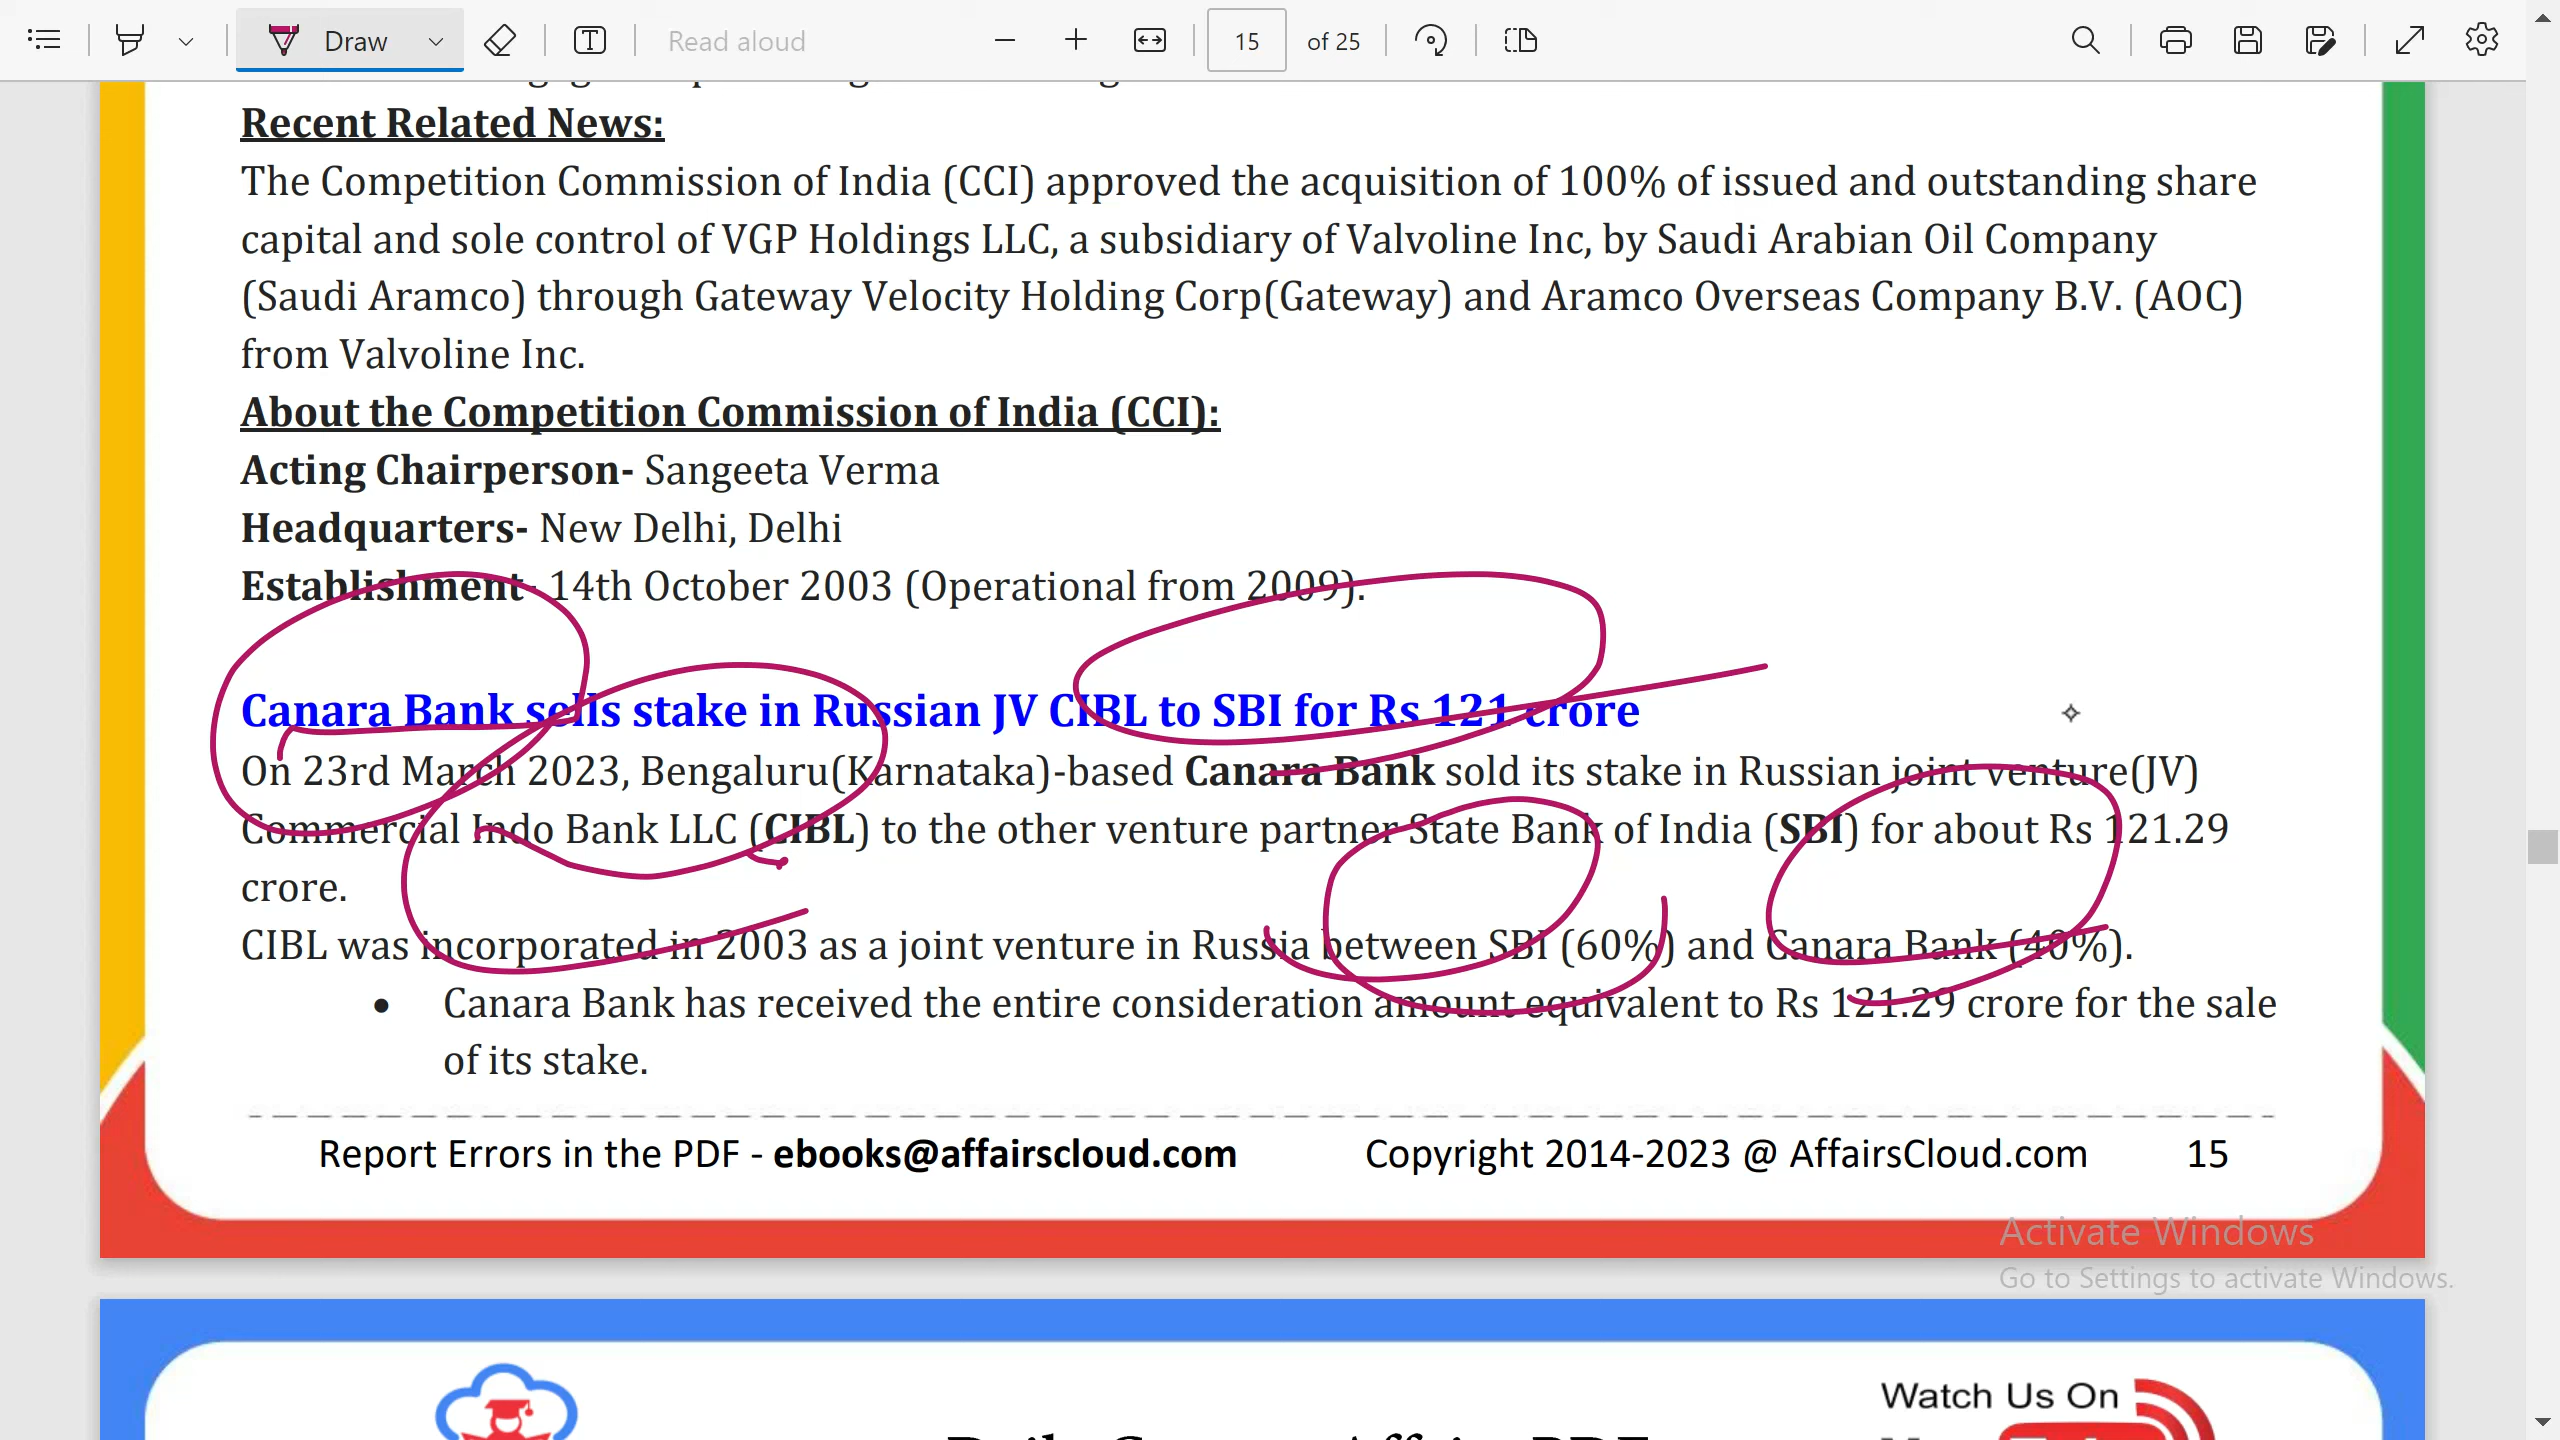 Draw
Read aloud
15
of 25
Recent Related News:
The Competition Commission of India (CCI) approved the acquisition of 100% of issued and outstanding share
capital and sole control of VGP Holdings LLC, a subsidiary of Valvoline Inc, by Saudi Arabian Oil Company
(Saudi Aramco) through Gateway Velocity Holding Corp(Gateway) and Aramco Overseas Company B.V. (AOC)
from Valvoline Inc.
About the Competition Commission of India (CCI):
Acting Chairperson- Sangeeta Verma
Headquarters- New Delhi, Delhi
Establishment- 14th October 2003 (Operational from 2009).
Canara Bank sells stake in Russian JV CIBL to SBI for Rs 121 crore
On 23rd March 2023, Bengaluru(Karnataka)-based Canara Bank sold its stake in Russian joint venture(JV)
Commercial Indo Bank LLC (CIBL) to the other venture partner State Bank of India (SBI) for about Rs 121.29
crore.
CIBL was incorporated in 2003 as a joint venture in Russia between SBI (60%) and Canara Bank (40%).
• Canara Bank has received the entire consideration amount equivalent to Rs 121.29 crore for the sale
of its stake.
Report Errors in the PDF - ebooks@affairscloud.com Copyright 2014-2023 @ AffairsCloud.com 15
Activate Windows
Go to Settings to activate Windows.
Watch Us On